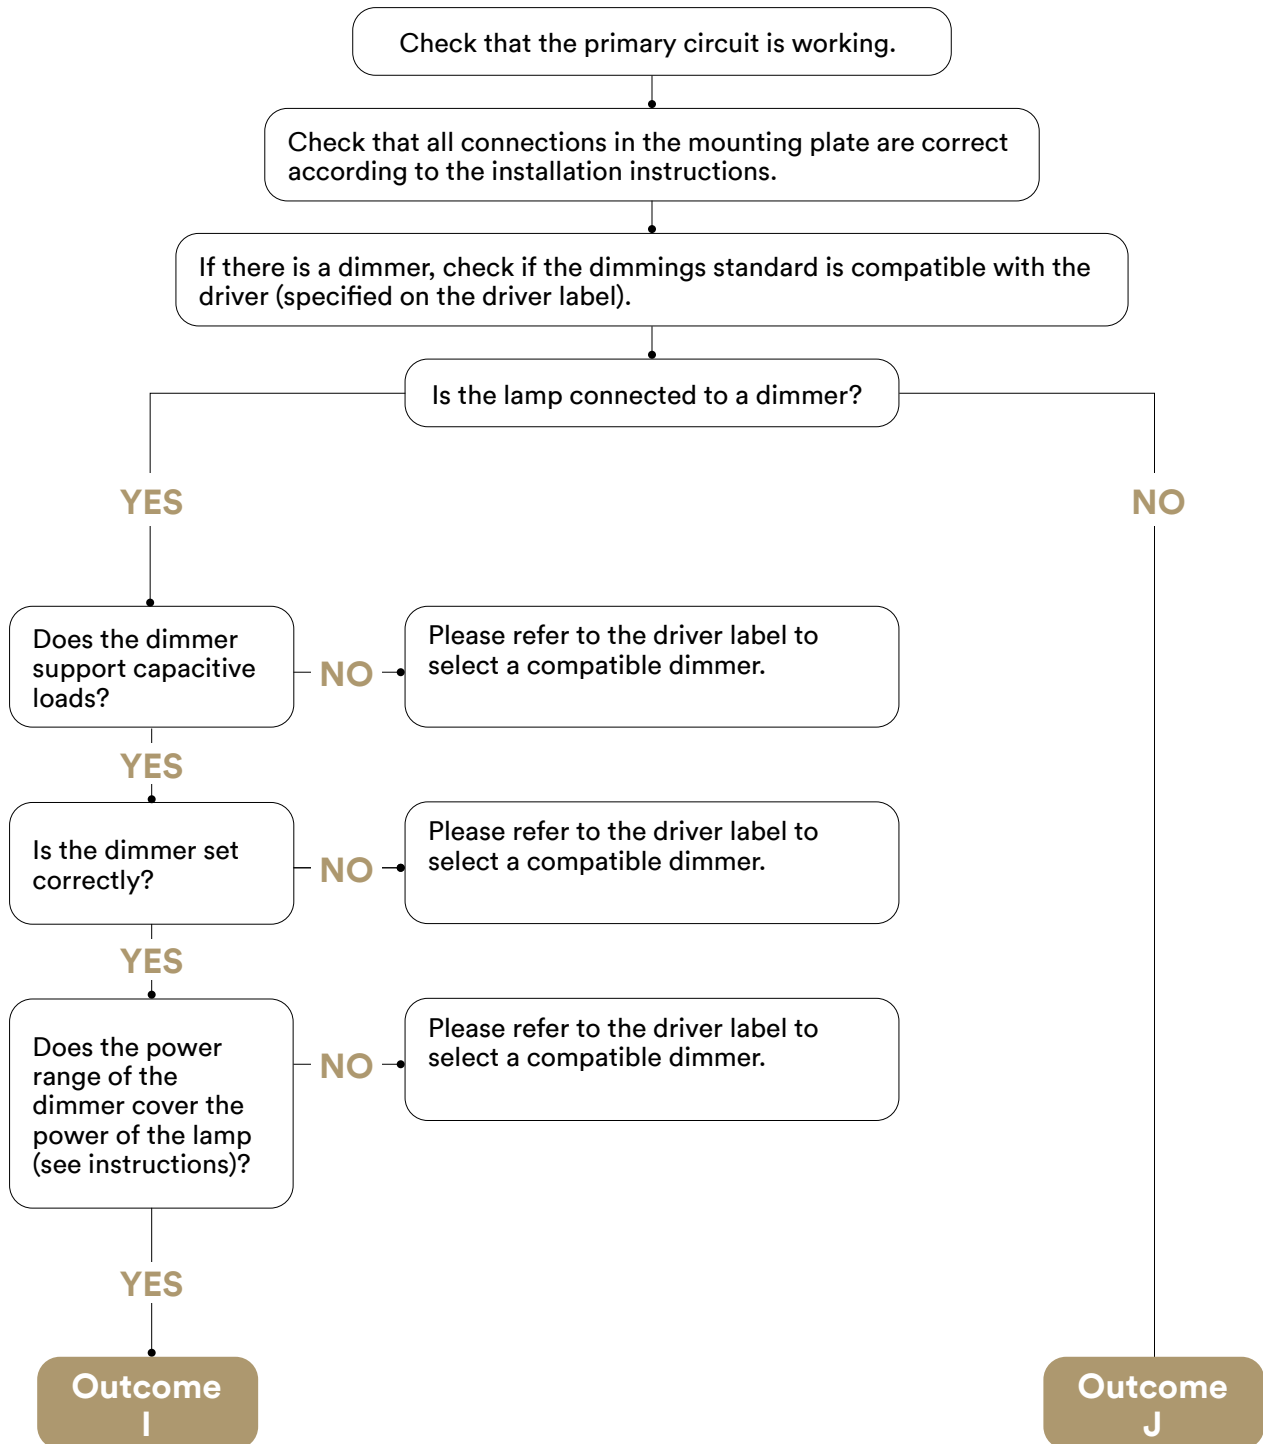 Check that the primary circuit is working.
Check that all connections in the mounting plate are correct
according to the installation instructions.
If there is a dimmer, check if the dimmings standard is compatible with the
driver (specified on the driver label).
Is the lamp connected to a dimmer?
YES
NO
Does the dimmer
support capacitive
loads?
NO
Please refer to the driver label to
select a compatible dimmer.
YES
Is the dimmer set
correctly?
NO
Please refer to the driver label to
select a compatible dimmer.
YES
Does the power
range of the
dimmer cover the
power of the lamp
(see instructions)?
NO
Please refer to the driver label to
select a compatible dimmer.
YES
Outcome
I
Outcome
J